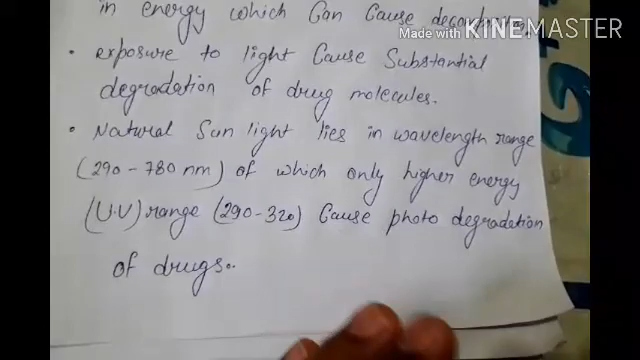 in energy which Can Cause
Made with KINEMASTER
• exposure to light Cause Substantial
degradation of drug molecules.
• Natural Sun light lies in wavelength range
(290 - 780 nm) of which only higher energy
(U.V) range (290-320) Cause photo degradation
of drugs..